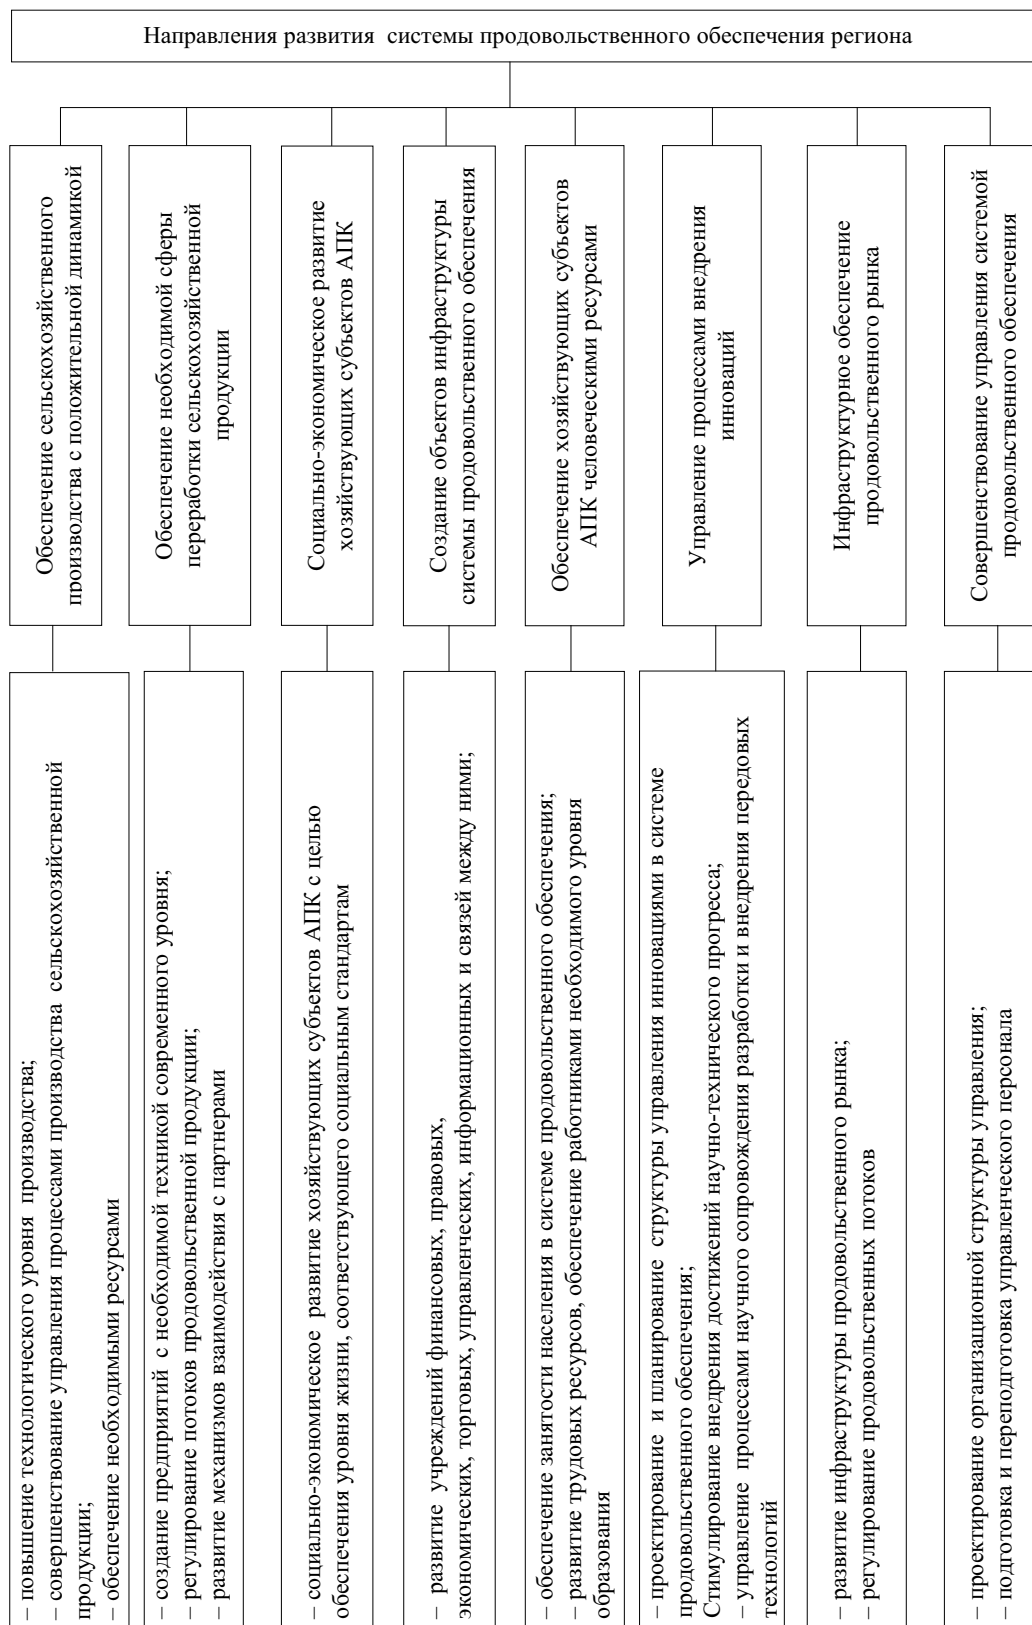 Направления развития системы продовольственного обеспечения региона
Обеспечение сельскохозяйственного
производства с положительной динамикой
Обеспечение необходимой сферы
переработки сельскохозяйственной
продукции
Социально-экономическое развитие
хозяйствующих субъектов АПК
Создание объектов инфраструктуры
системы продовольственного обеспечения
Обеспечение хозяйствующих субъектов
АПК человеческими ресурсами
Управление процессами внедрения
инноваций
Инфраструктурное обеспечение
продовольственного рынка
Совершенствование управления системой
продовольственного обеспечения
– повышение технологического уровня производства;
– совершенствование управления процессами производства сельскохозяйственной
продукции;
– обеспечение необходимыми ресурсами
– создание предприятий с необходимой техникой современного уровня;
– регулирование потоков продовольственной продукции;
– развитие механизмов взаимодействия с партнерами
– социально-экономическое развитие хозяйствующих субъектов АПК с целью
обеспечения уровня жизни, соответствующего социальным стандартам
– развитие учреждений финансовых, правовых,
экономических, торговых, управленческих, информационных и связей между ними;
– обеспечение занятости населения в системе продовольственного обеспечения;
– развитие трудовых ресурсов, обеспечение работниками необходимого уровня
образования
– проектирование и планирование структуры управления инновациями в системе
продовольственного обеспечения;
Стимулирование внедрения достижений научно-технического прогресса;
– управление процессами научного сопровождения разработки и внедрения передовых
технологий
– развитие инфраструктуры продовольственного рынка;
– регулирование продовольственных потоков
– проектирование организационной структуры управления;
– подготовка и переподготовка управленческого персонала